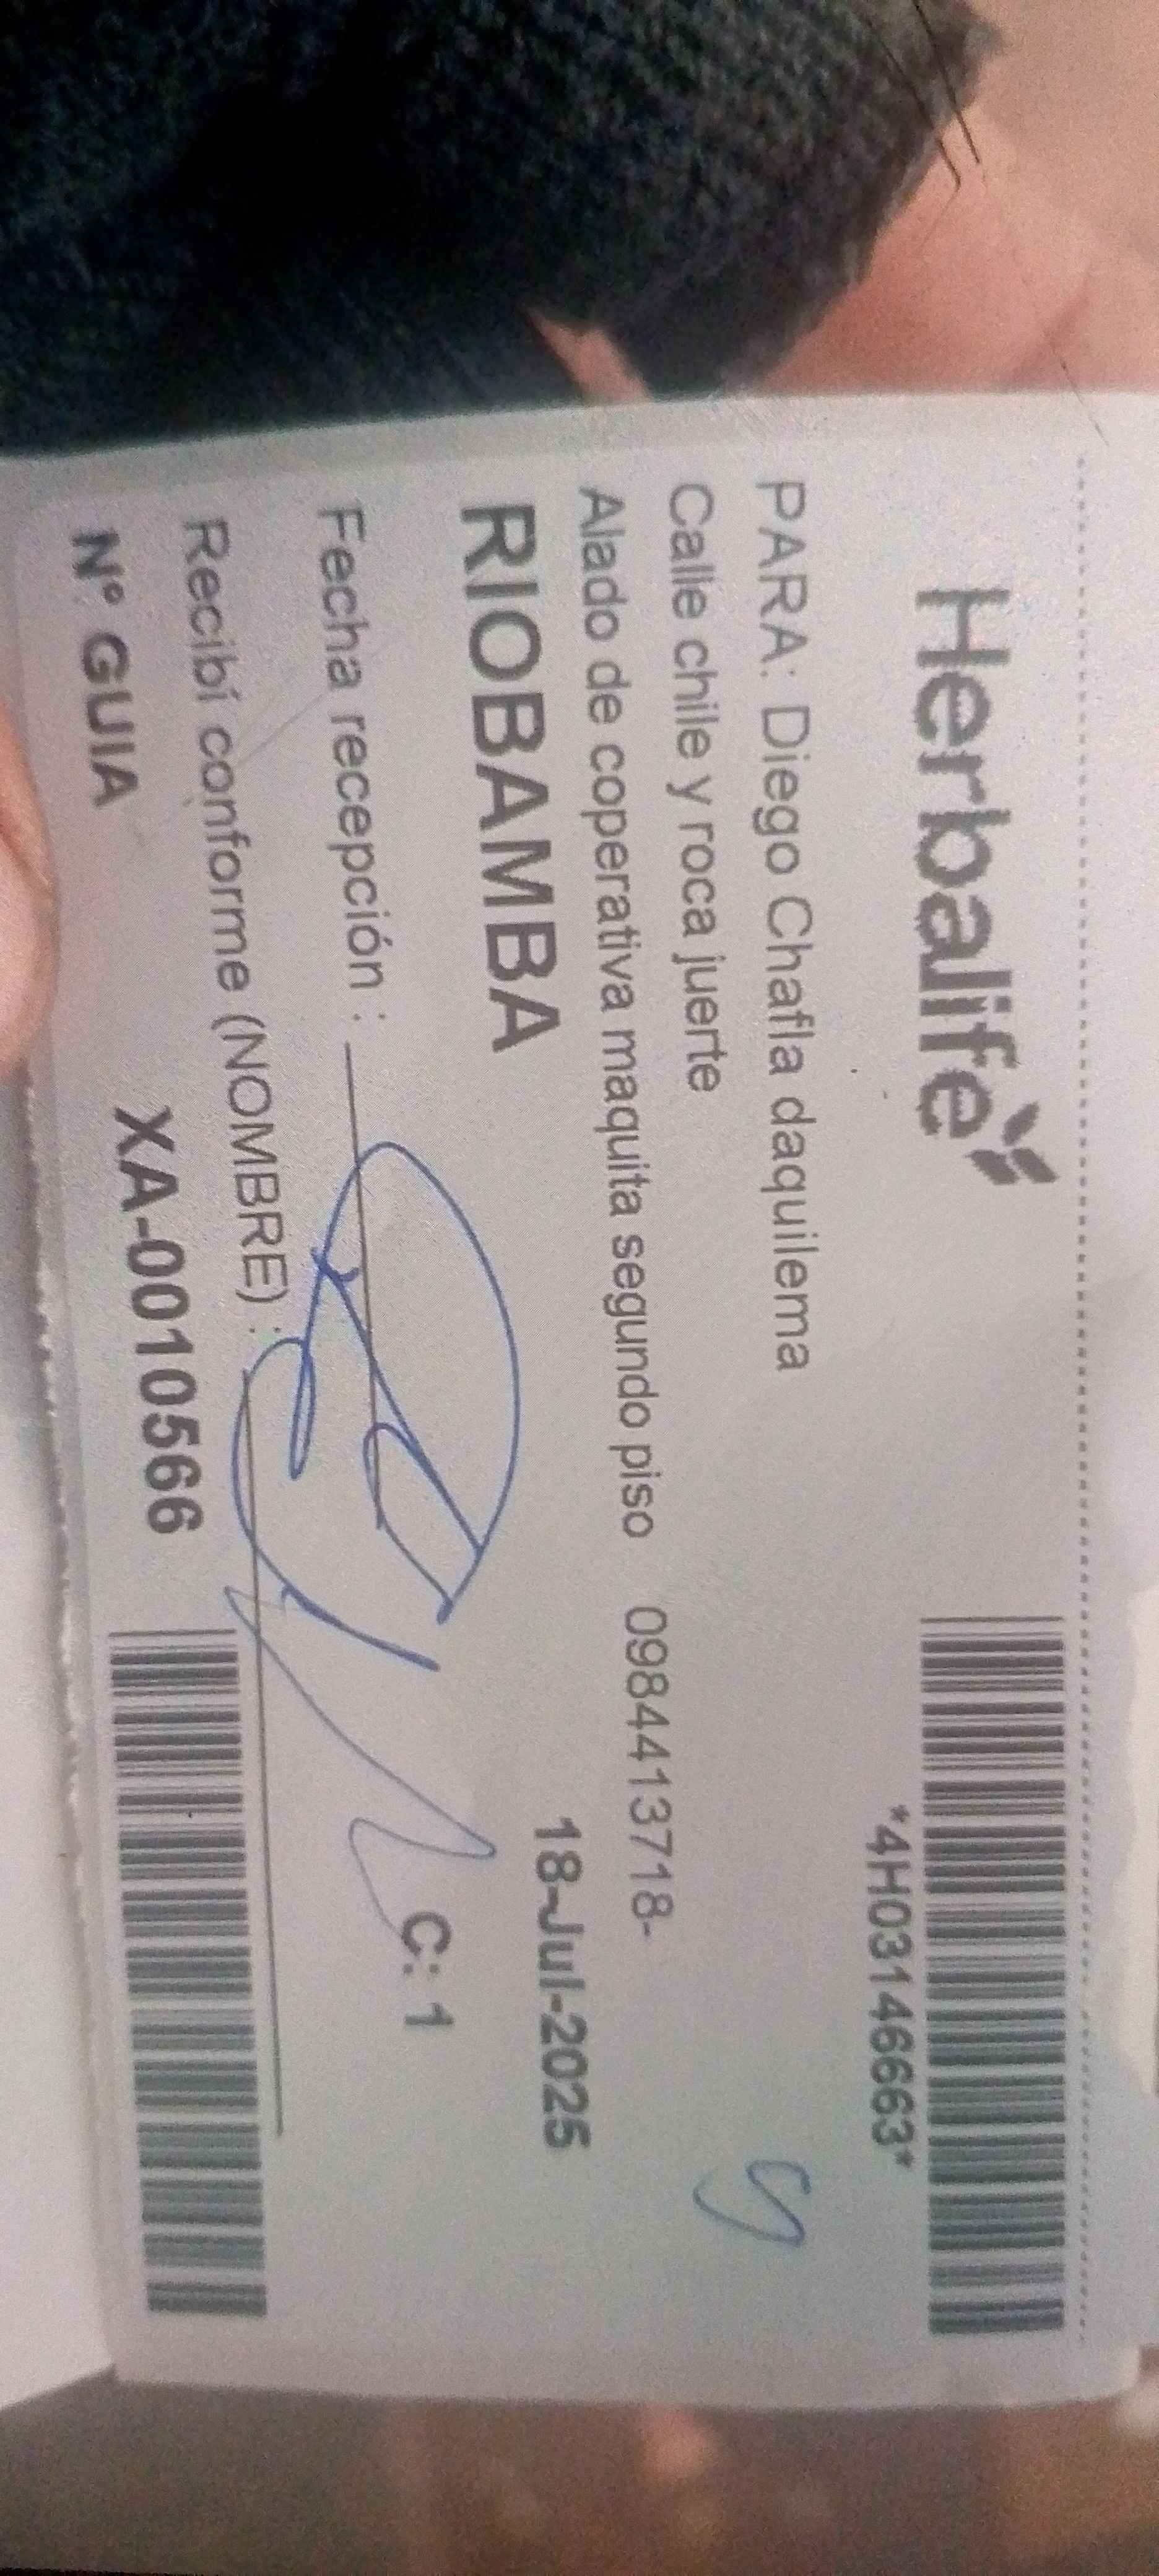 Herbalife
*4H03146663*
PARA: Diego Chafla daquilema
Calle chile y roca juerte
Alado de coperativa maquita segundo piso 0984413718-
RIOBAMBA 18-Jul-2025
Fecha recepción :
C: 1
Recibí conforme (NOMBRE) :
Nº GUIA XA-0010566